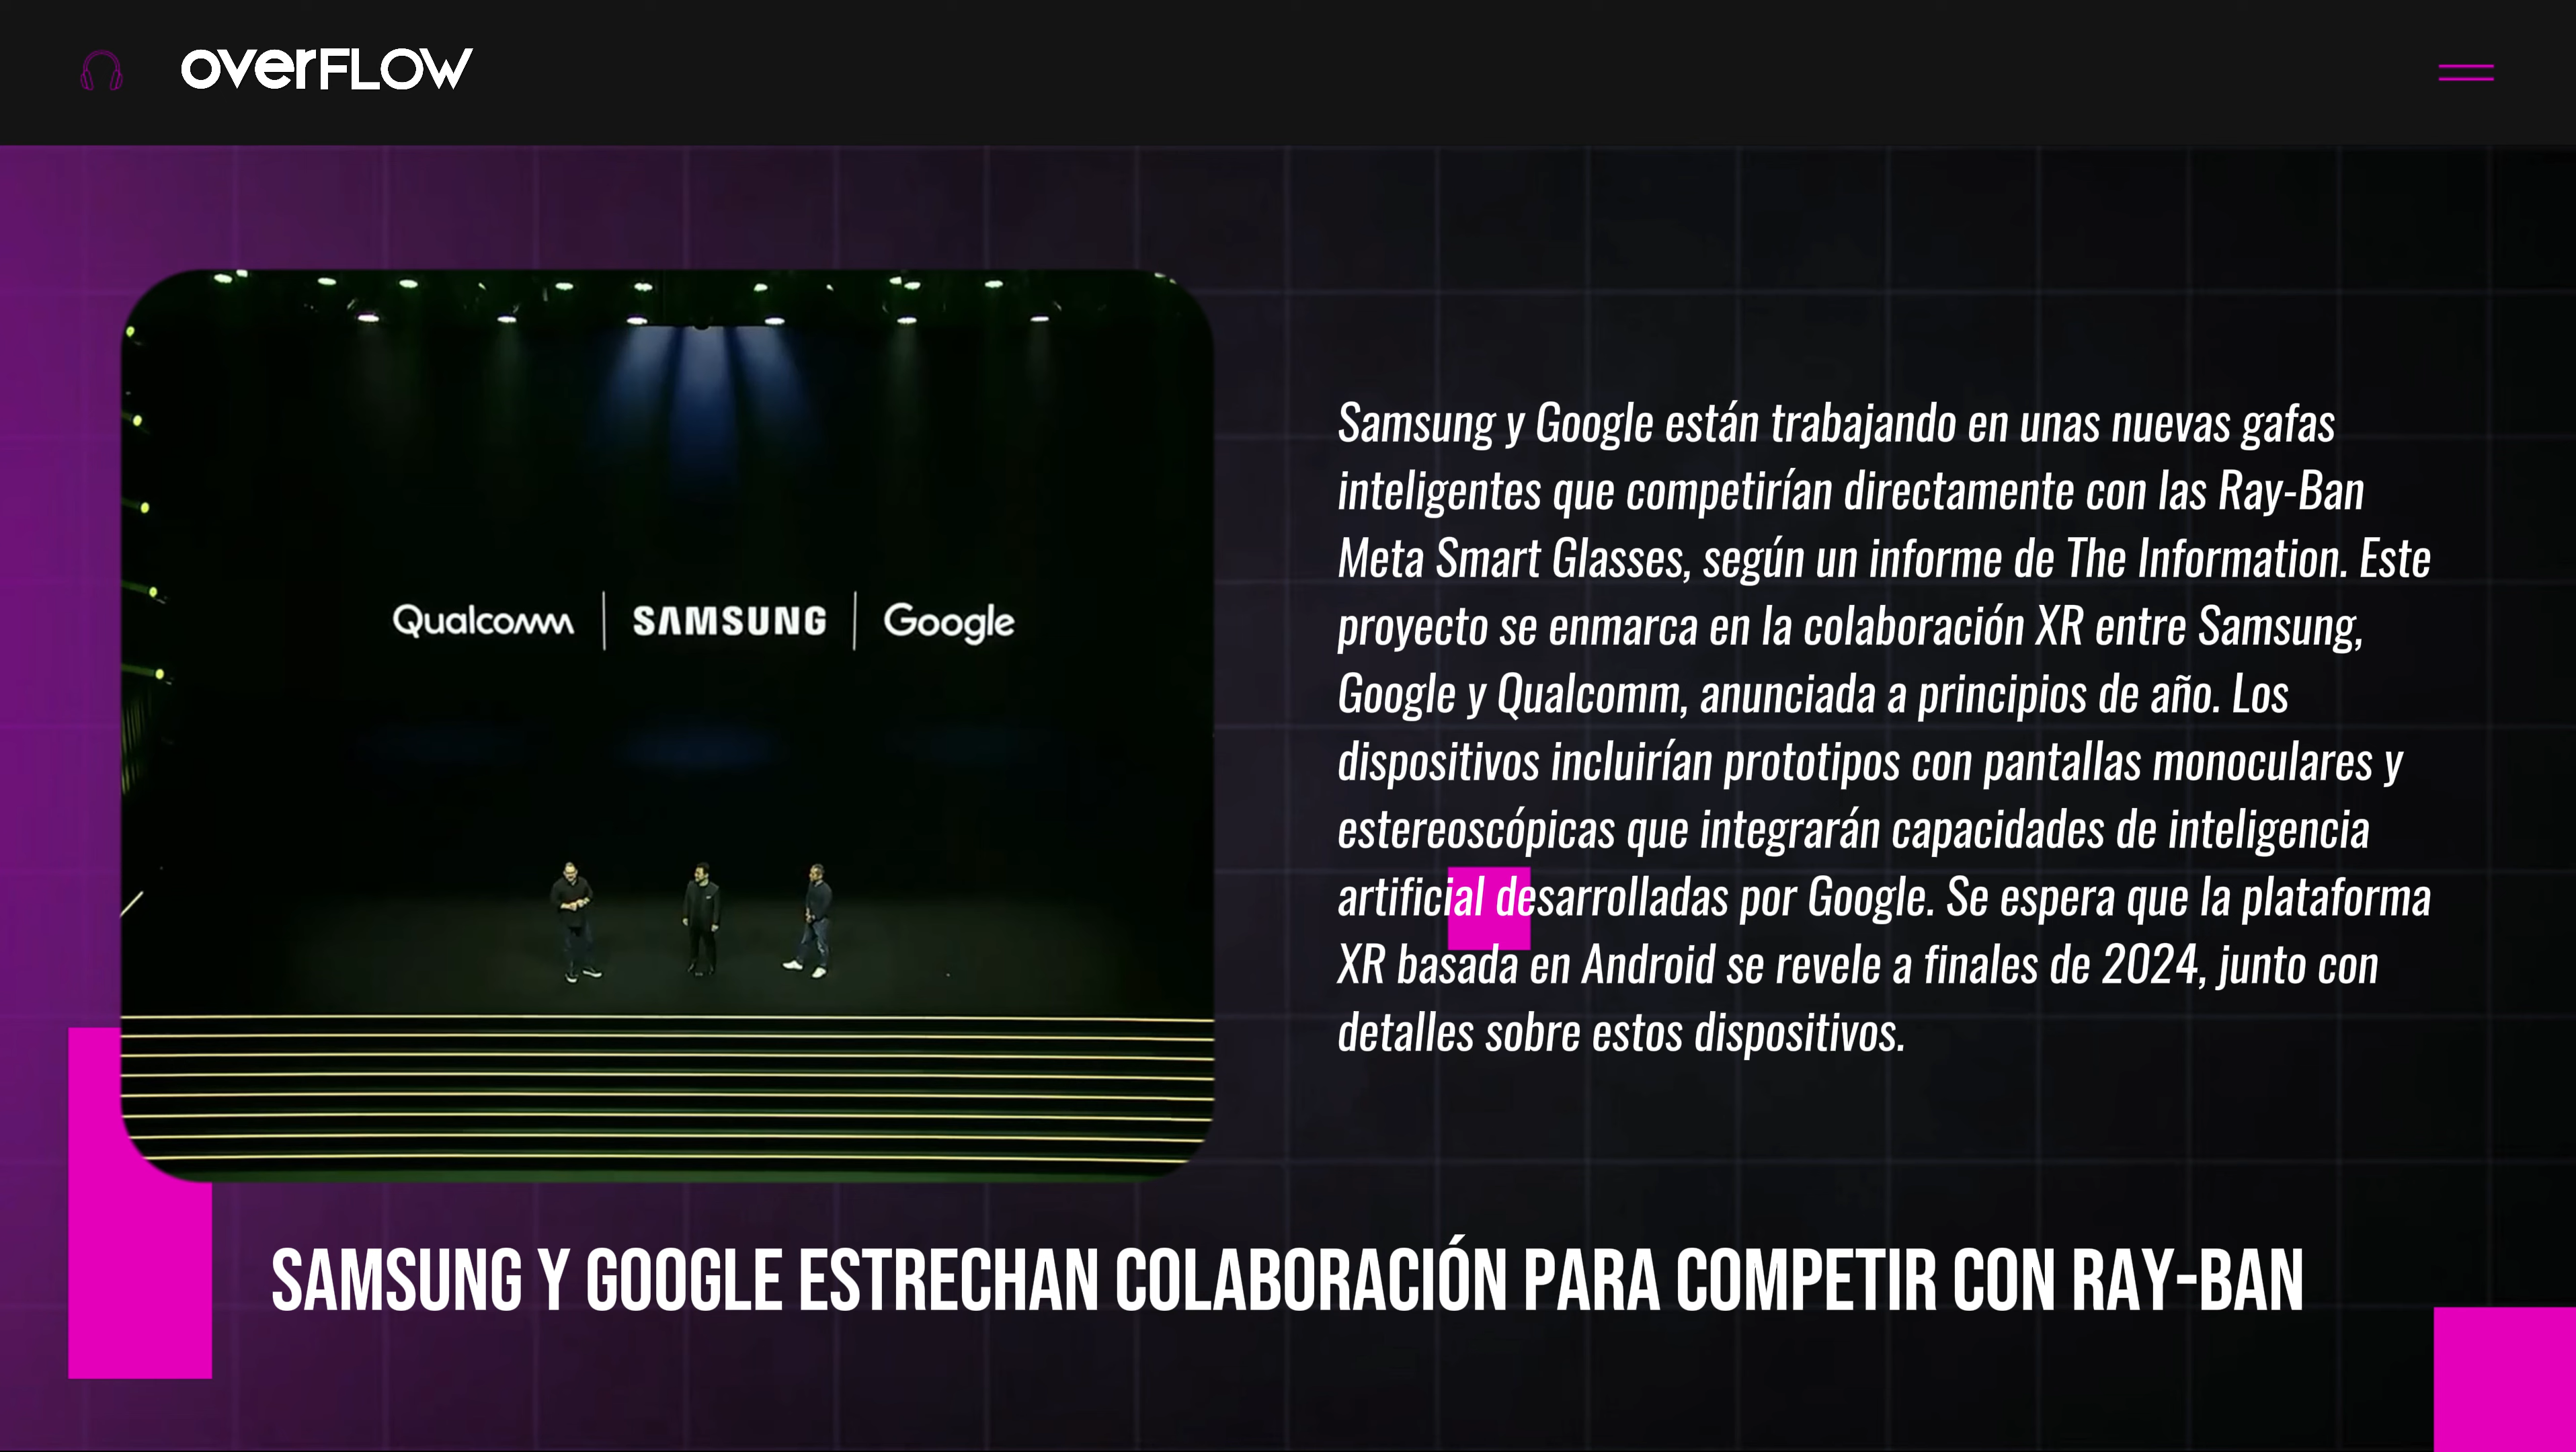 overFLOW
Qualcomm | SAMSUNG | Google
Samsung y Google están trabajando en unas nuevas gafas
inteligentes que competirían directamente con las Ray-Ban
Meta Smart Glasses, según un informe de The Information. Este
proyecto se enmarca en la colaboración XR entre Samsung,
Google y Qualcomm, anunciada a principios de año. Los
dispositivos incluirían prototipos con pantallas monoculares y
estereoscópicas que integrarán capacidades de inteligencia
artificial desarrolladas por Google. Se espera que la plataforma
XR basada en Android se revele a finales de 2024, junto con
detalles sobre estos dispositivos.
SAMSUNG Y GOOGLE ESTRECHAN COLABORACIÓN PARA COMPETIR CON RAY-BAN